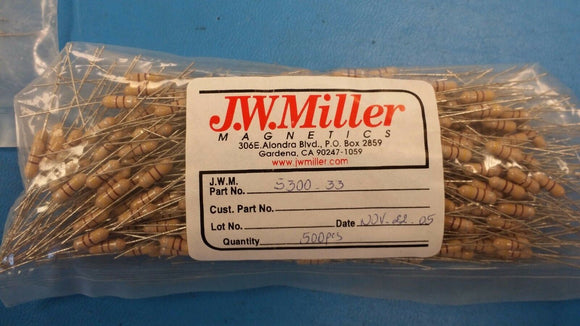 J.W.Miller
MAGNETICS
306E.Alondra Blvd., P.O. Box 2859
Gardena, CA 90247-1059
www.jwmiller.com
J.W.M.
Part No. 5300-33
Cust. Part No.
Lot No. Date NOV-22-05
Quantity 500pcs